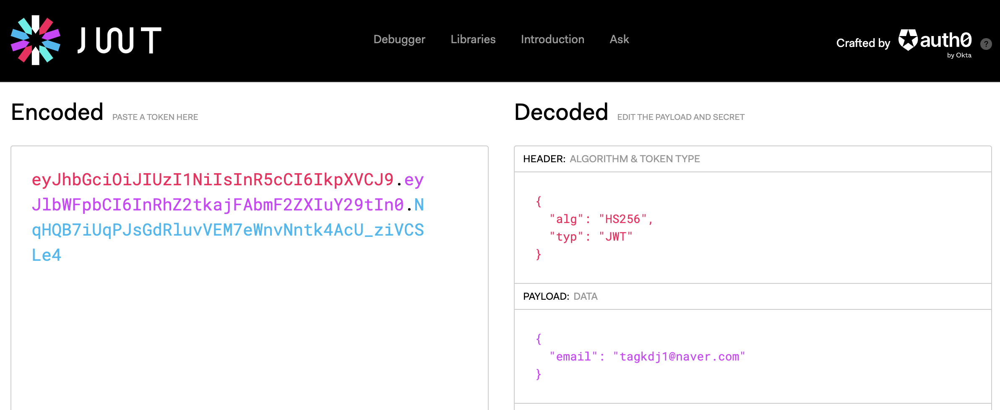 JWT
Debugger
Libraries
Introduction
Ask
Crafted by
auth0
by Okta
?
Encoded
PASTE A TOKEN HERE
eyJhbGciOiJIUzI1NiIsInR5cCI6IkpXVCJ9.ey
JlbWFpbCI6InRhZ2tkajFAbmF2ZXIuY29tIn0.N
qHQB7iUqPJsGdRluvVEM7eWnvNntk4AcU_ziVCS
Le4
Decoded
EDIT THE PAYLOAD AND SECRET
HEADER: ALGORITHM & TOKEN TYPE
{
"alg": "HS256",
"typ": "JWT"
}
PAYLOAD: DATA
{
"email": "tagkdj1@naver.com"
}